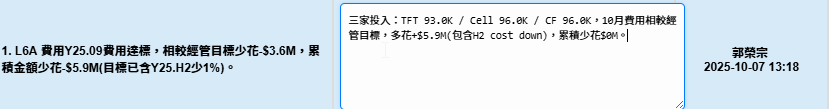 1. L6A 費用Y25.09費用達標，相較經管目標少花-$3.6M，累
積金額少花-$5.9M(目標已含Y25.H2少1%)。
三家投入：TFT 93.0K / Cell 96.0K / CF 96.0K，10月費用相較經
管目標，多花+$5.9M(包含H2 cost down)，累積少花$0M。
郭榮宗
2025-10-07 13:18